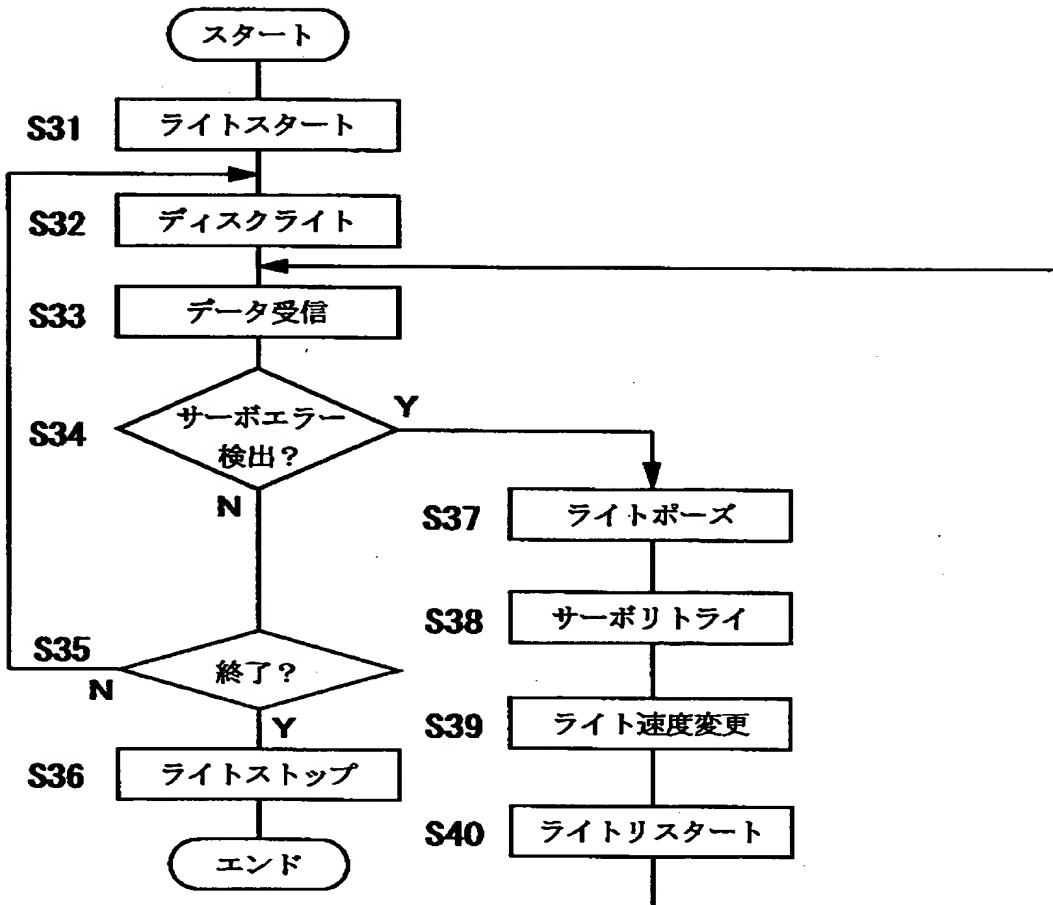 スタート
S31
ライトスタート
S32
ディスクライト
S33
データ受信
S34
サーボエラー
検出?
Y
N
S35
終了?
N
Y
S36
ライトストップ
エンド
S37
ライトポーズ
S38
サーボリトライ
S39
ライト速度変更
S40
ライトリスタート